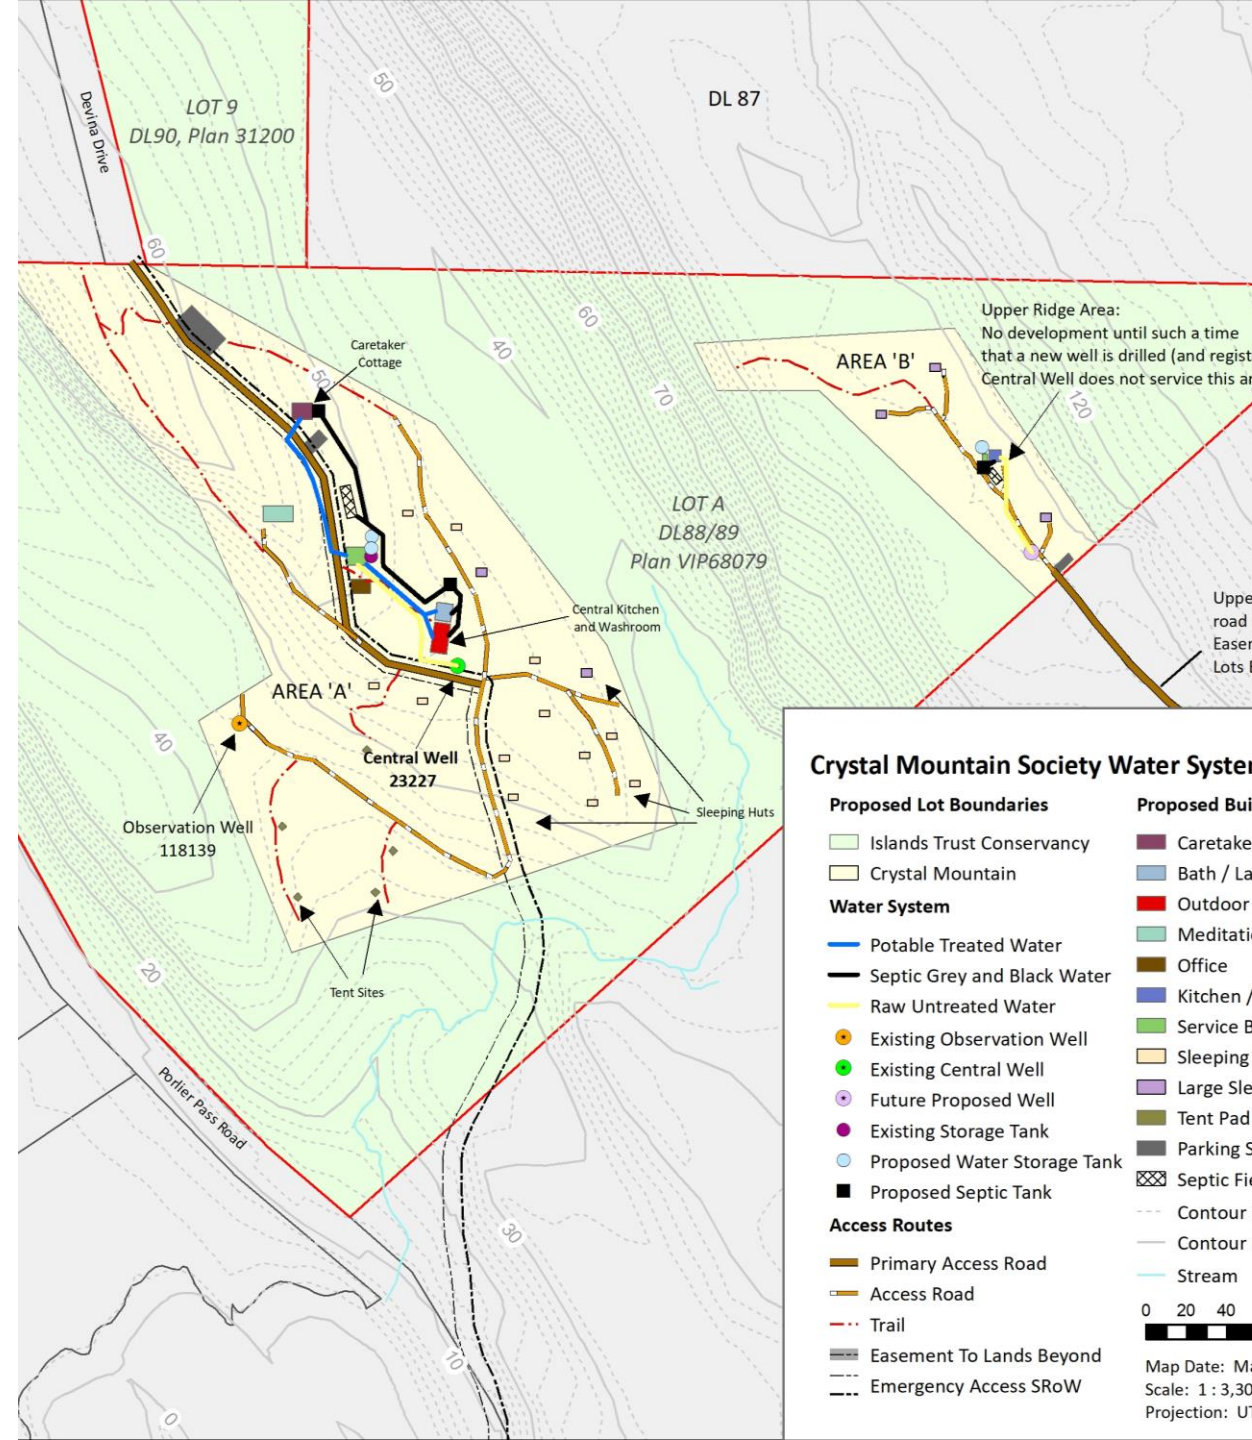 DL 87
Devina Drive
LOT 9
DL90, Plan 31200
50
60
60
40
50
70
120
Caretaker
Cottage
Upper Ridge Area:
No development until such a time
that a new well is drilled (and regist
Central Well does not service this ar
AREA 'B'
LOT A
DL88/89
Plan VIP68079
Central Kitchen
and Washroom
Uppe
road
Easer
Lots E
AREA 'A'
40
Central Well
23227
Observation Well
118139
Sleeping Huts
Tent Sites
20
Porlier Pass Road
30
10
0
Crystal Mountain Society Water System
Proposed Lot Boundaries
Islands Trust Conservancy
Crystal Mountain
Water System
Potable Treated Water
Septic Grey and Black Water
Raw Untreated Water
Existing Observation Well
Existing Central Well
Future Proposed Well
Existing Storage Tank
Proposed Water Storage Tank
Proposed Septic Tank
Access Routes
Primary Access Road
Access Road
Trail
Easement To Lands Beyond
Emergency Access SRoW
Proposed Bui
Caretake
Bath / La
Outdoor
Meditati
Office
Kitchen /
Service B
Sleeping
Large Sle
Tent Pad
Parking S
Septic Fie
Contour
Contour
Stream
0 20 40
Map Date: Ma
Scale: 1 : 3,30
Projection: UT